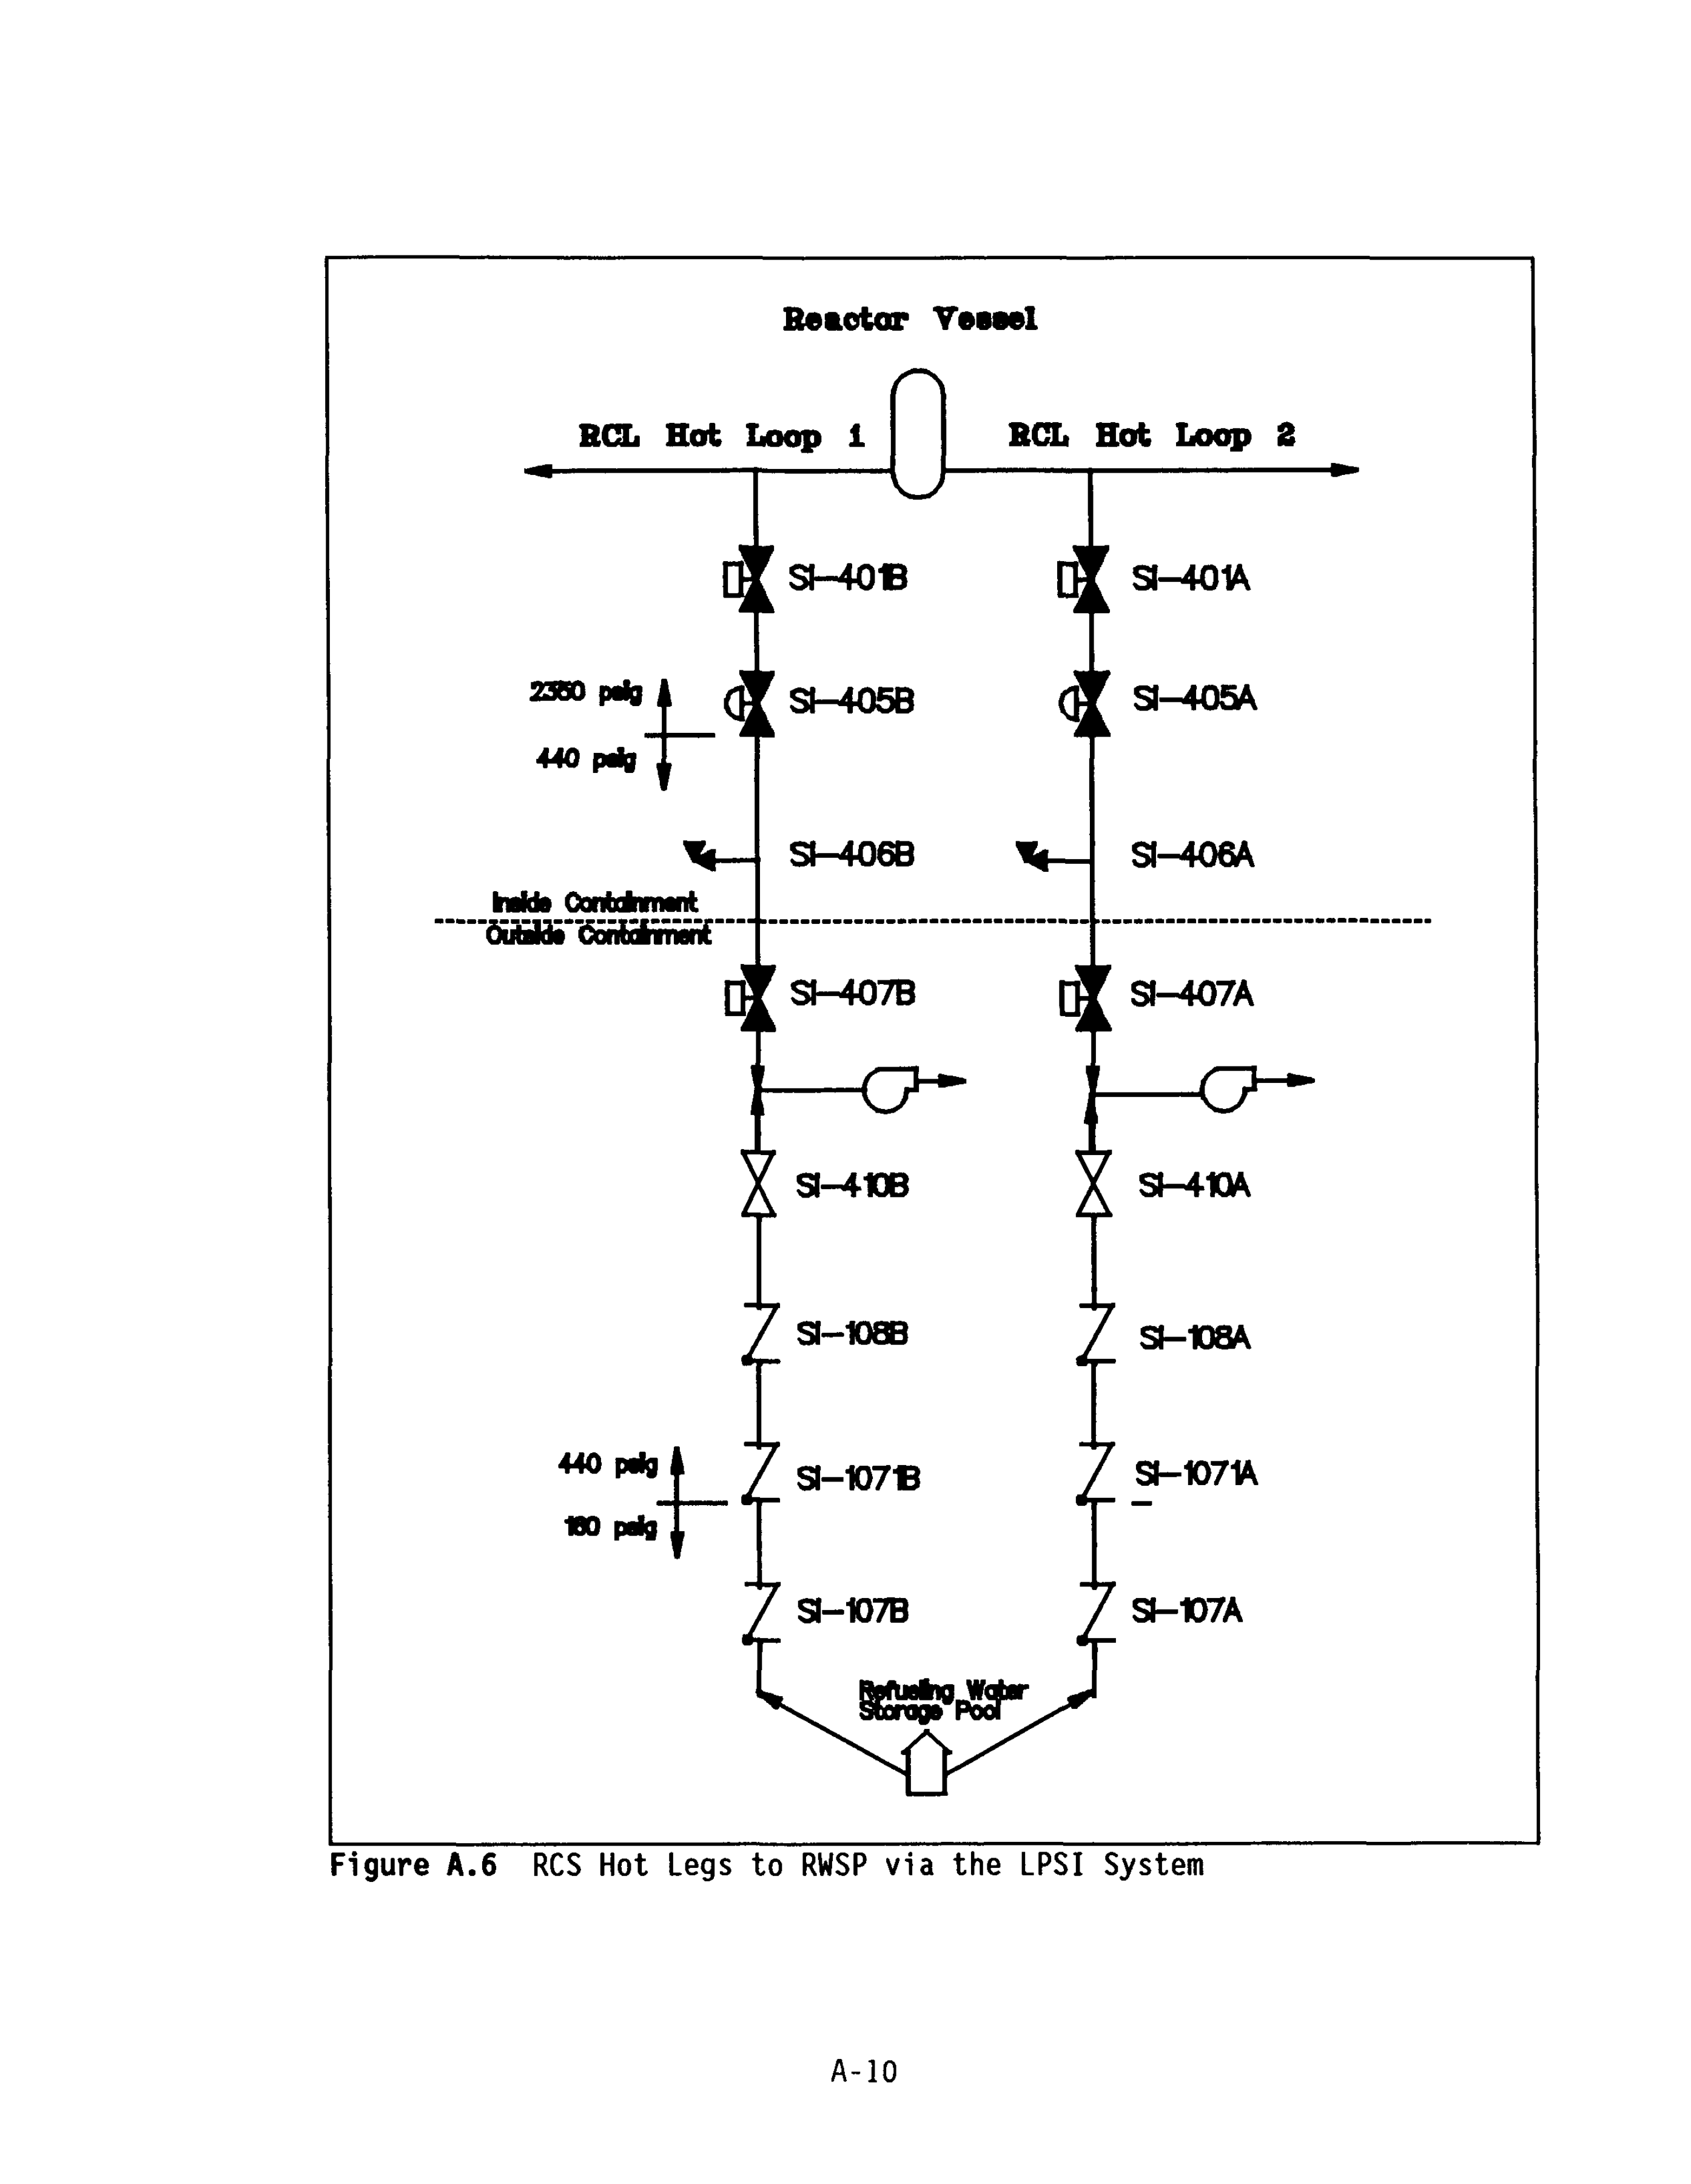 Reactor Vessel
RCL Hot Loop 1
RCL Hot Loop 2
SI-401B
SI-401A
2350 psig
SI-405B
SI-405A
440 psig
SI-406B
SI-406A
Inside Containment
Outside Containment
SI-407B
SI-407A
SI-410B
SI-410A
SI-108B
SI-108A
440 psig
SI-1071B
SI-1071A
160 psig
SI-107B
SI-107A
Refueling Water
Storage Pool
Figure A.6 RCS Hot Legs to RWSP via the LPSI System
A-10